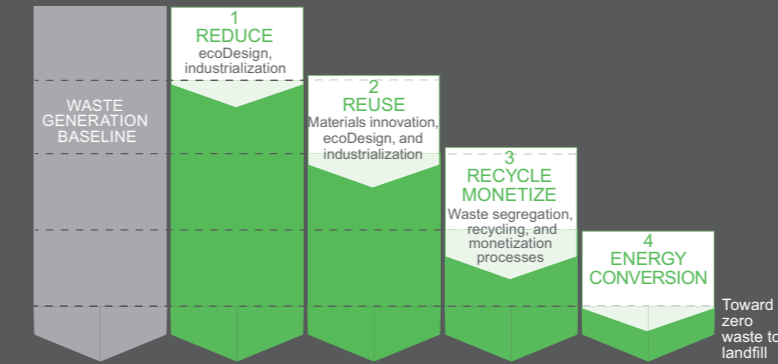 WASTE
GENERATION
BASELINE
1
REDUCE
ecoDesign,
industrialization
2
REUSE
Materials innovation,
ecoDesign, and
industrialization
3
RECYCLE
MONETIZE
Waste segregation,
recycling, and
monetization
processes
4
ENERGY
CONVERSION
Toward
zero
waste to
landfill